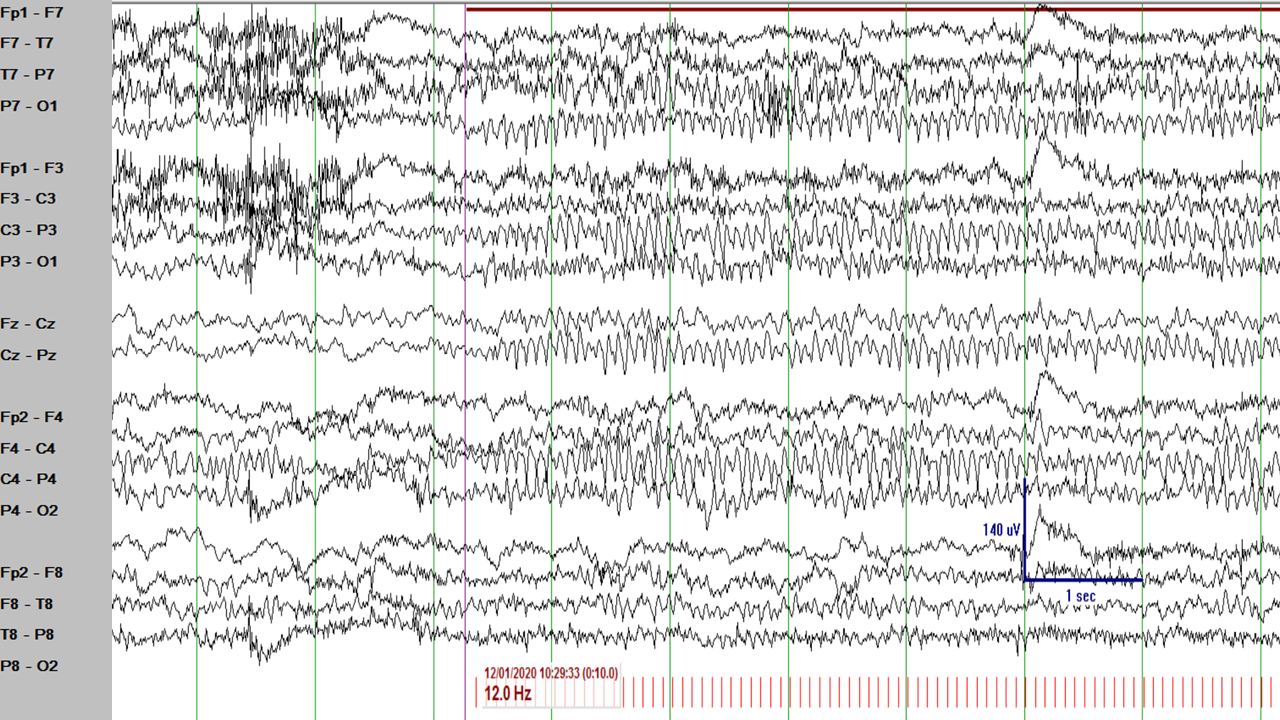 Fp1 - F7
F7 - T7
T7 - P7
P7 - O1
Fp1 - F3
F3 - C3
C3 - P3
P3 - O1
Fz - Cz
Cz - Pz
Fp2 - F4
F4 - C4
C4 - P4
P4 - O2
140 uV
Fp2 - F8
1 sec
F8 - T8
T8 - P8
P8 - O2
12/01/2020 10:29:33 (0:10.0)
12.0 Hz